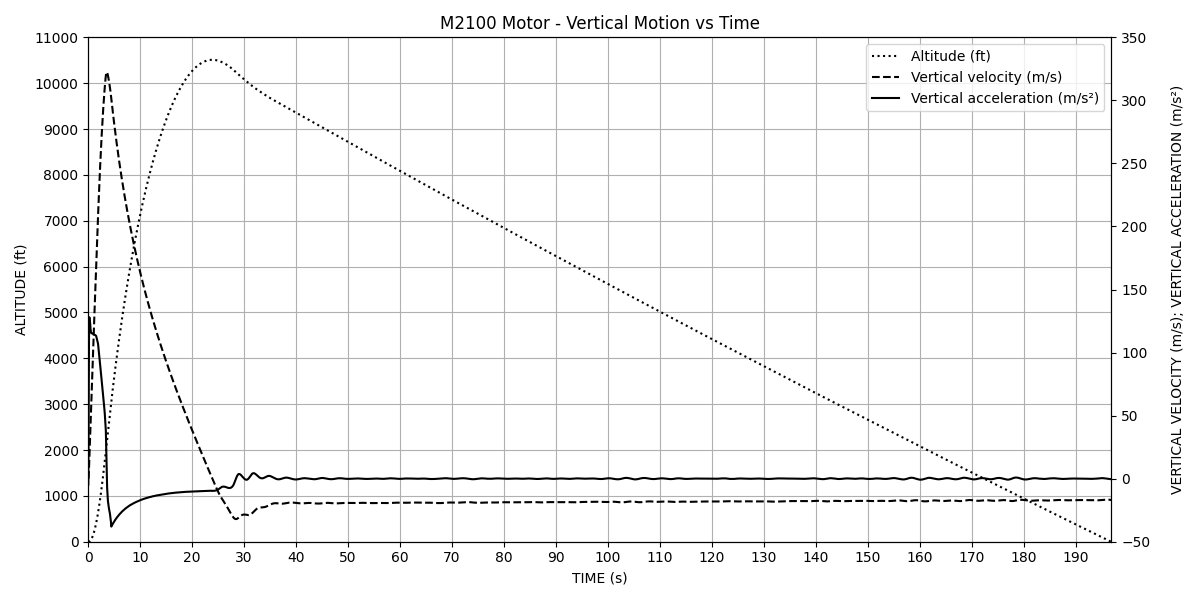 M2100 Motor - Vertical Motion vs Time
11000
10000
9000
8000
7000
6000
5000
4000
3000
2000
1000
0
ALTITUDE (ft)
Altitude (ft)
Vertical velocity (m/s)
Vertical acceleration (m/s²)
350
300
250
200
150
100
50
0
−50
VERTICAL VELOCITY (m/s); VERTICAL ACCELERATION (m/s²)
0 10 20 30 40 50 60 70 80 90 100 110 120 130 140 150 160 170 180 190
TIME (s)